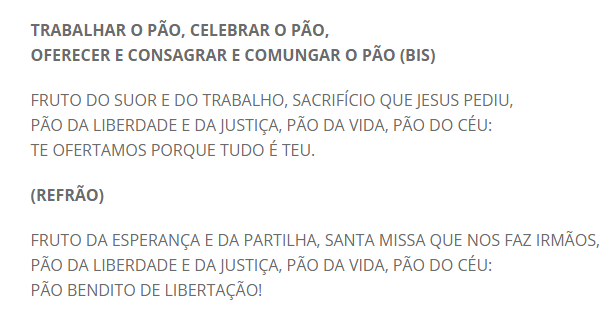 TRABALHAR O PÃO, CELEBRAR O PÃO,
OFERECER E CONSAGRAR E COMUNGAR O PÃO (BIS)
FRUTO DO SUOR E DO TRABALHO, SACRIFÍCIO QUE JESUS PEDIU,
PÃO DA LIBERDADE E DA JUSTIÇA, PÃO DA VIDA, PÃO DO CÉU:
TE OFERTAMOS PORQUE TUDO É TEU.
(REFRÃO)
FRUTO DA ESPERANÇA E DA PARTILHA, SANTA MISSA QUE NOS FAZ IRMÃOS,
PÃO DA LIBERDADE E DA JUSTIÇA, PÃO DA VIDA, PÃO DO CÉU:
PÃO BENDITO DE LIBERTAÇÃO!